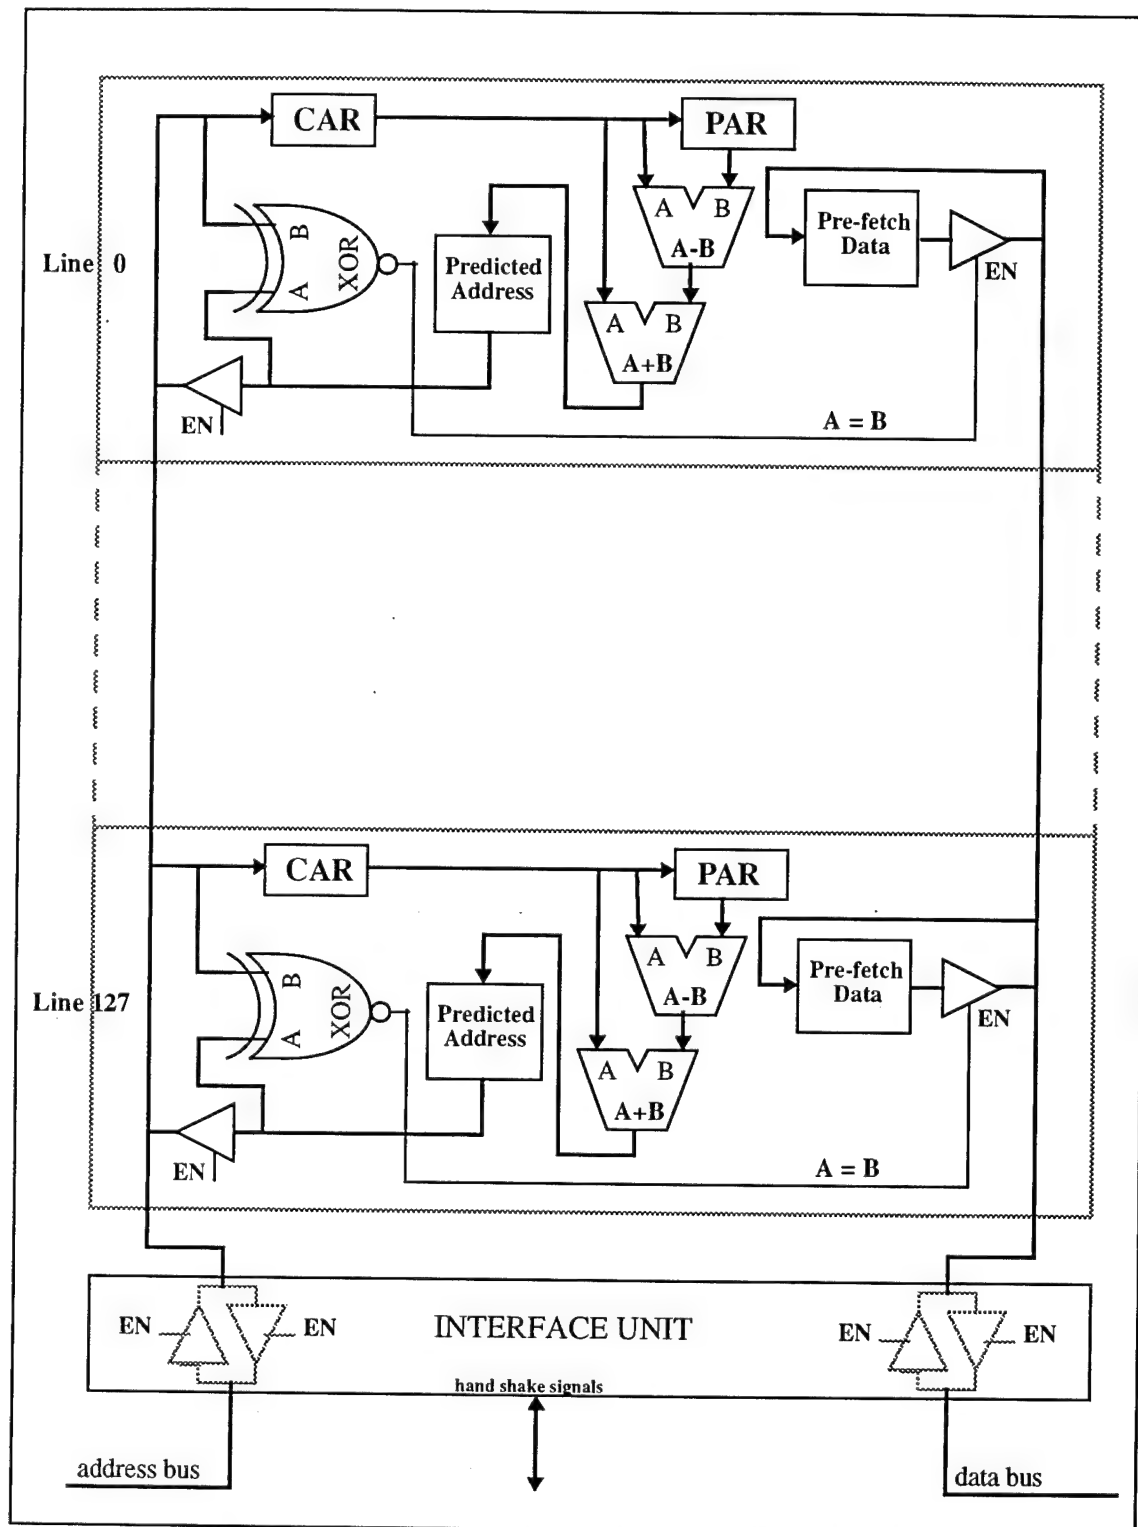 CAR
PAR
A B
A-B
Pre-fetch
Data
EN
Line 0
B
A
XOR
Predicted
Address
A B
A+B
EN
A = B
CAR
PAR
A B
A-B
Pre-fetch
Data
EN
Line 127
B
A
XOR
Predicted
Address
A B
A+B
EN
A = B
EN
EN
INTERFACE UNIT
EN
EN
hand shake signals
address bus
data bus